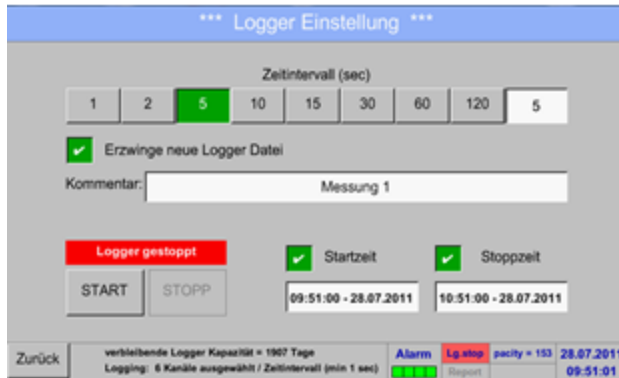 *** Logger Einstellung ***
Zeitintervall (sec)
1 2 5 10 15 30 60 120 5
Erzwinge neue Logger Datei
Kommentar: Messung 1
Logger gestoppt Startzeit Stoppzeit
START STOPP 09:51:00 - 28.07.2011 10:51:00 - 28.07.2011
Zurück
verbleibende Logger Kapazität = 1907 Tage Alarm Lg.stop pacity = 153 28.07.2011
Logging: 6 Kanäle ausgewählt / Zeitintervall (min 1 sec) Report 09:51:01